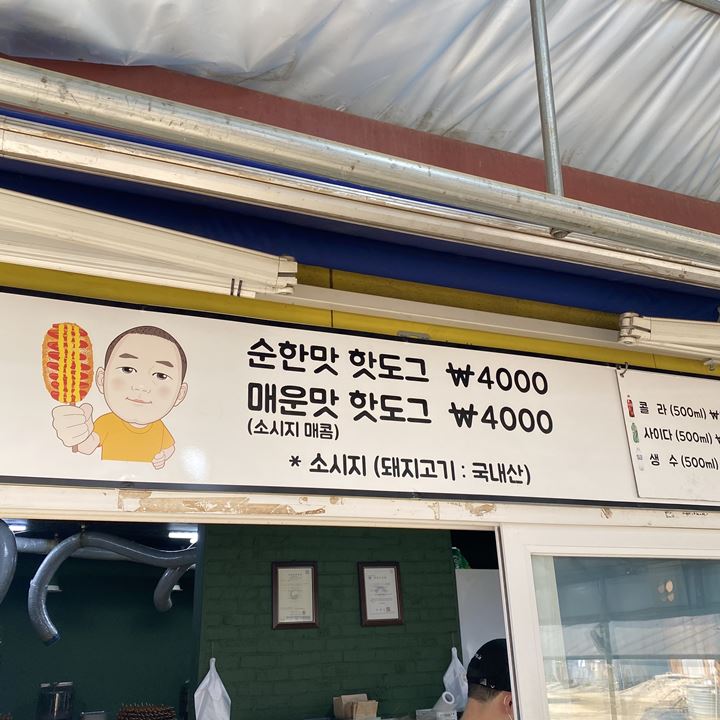 순한맛 핫도그 ₩4000
매운맛 핫도그 ₩4000
(소시지 매콤)
* 소시지 (돼지고기 : 국내산)
콜 라 (500ml) ₩
사이다 (500ml) ₩
생 수 (500ml)